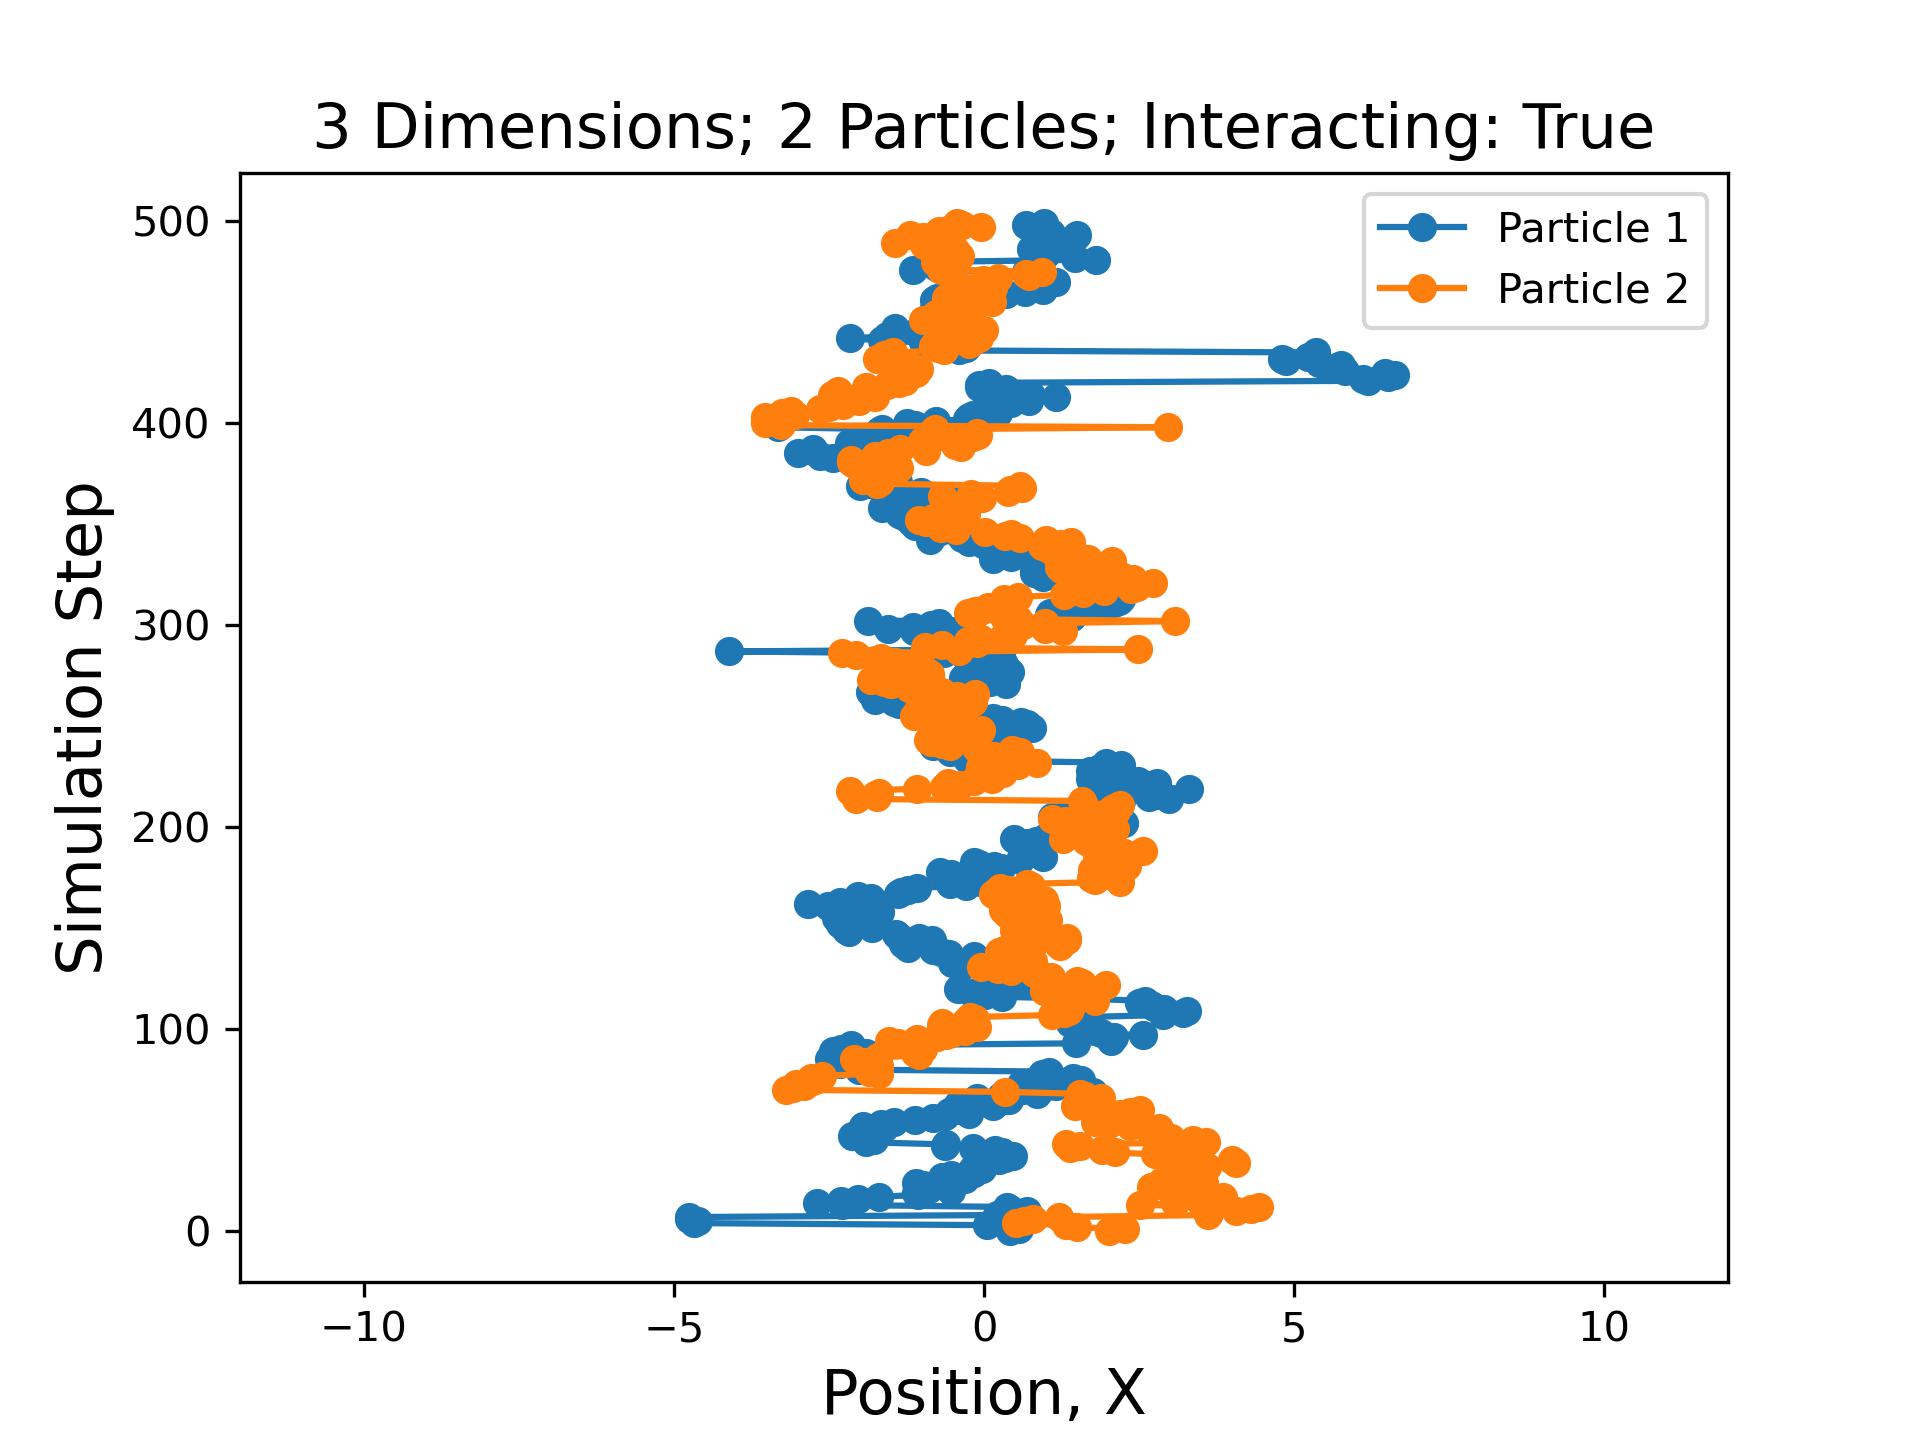 3 Dimensions; 2 Particles; Interacting: True
Particle 1
Particle 2
Simulation Step
500
400
300
200
100
0
−10
−5
0
5
10
Position, X